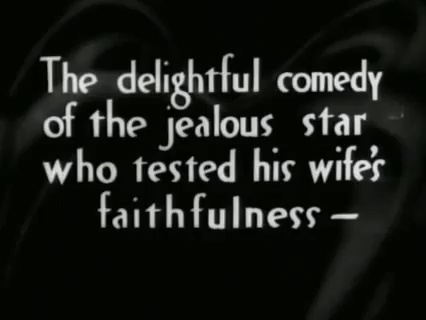 The delightful comedy
of the jealous star
who tested his wife's
faithfulness —